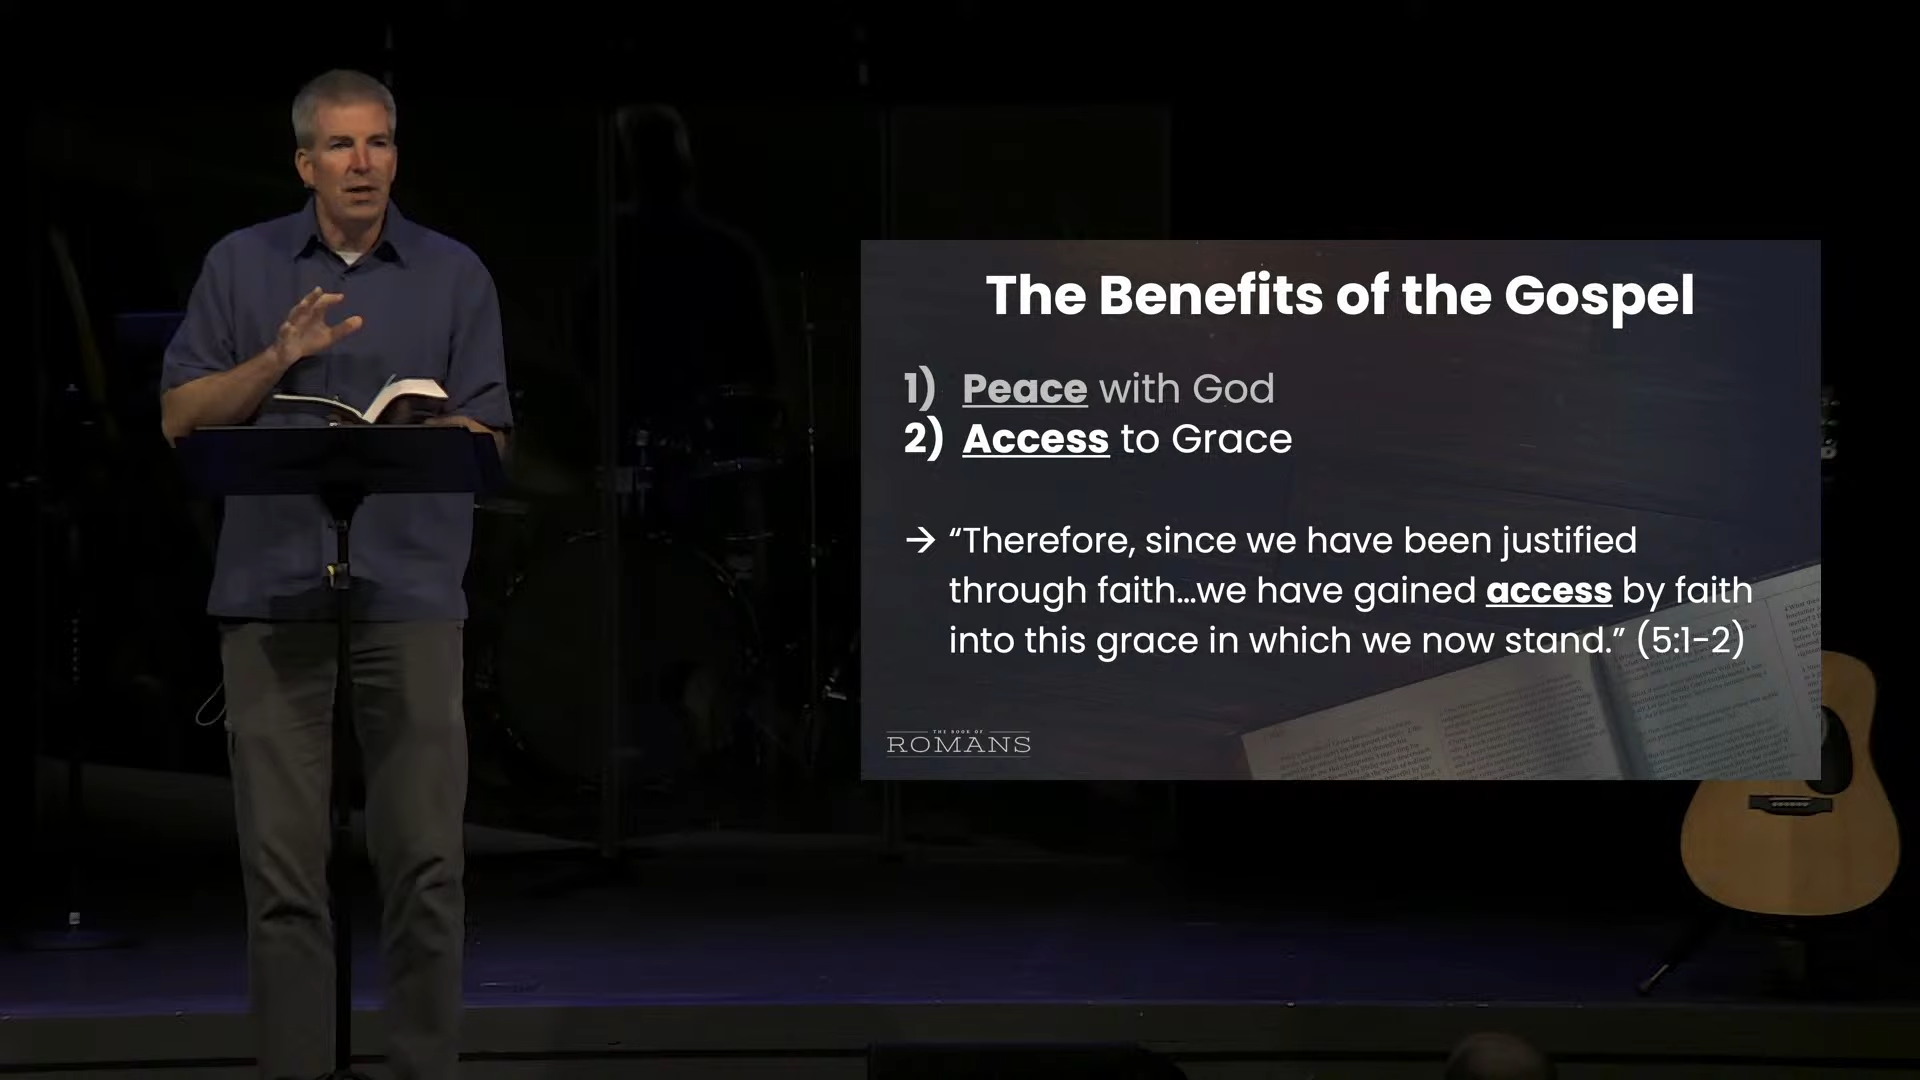 The Benefits of the Gospel
1) Peace with God
2) Access to Grace
→ “Therefore, since we have been justified
through faith...we have gained access by faith
into this grace in which we now stand.” (5:1-2)
THE BOOK OF
ROMANS